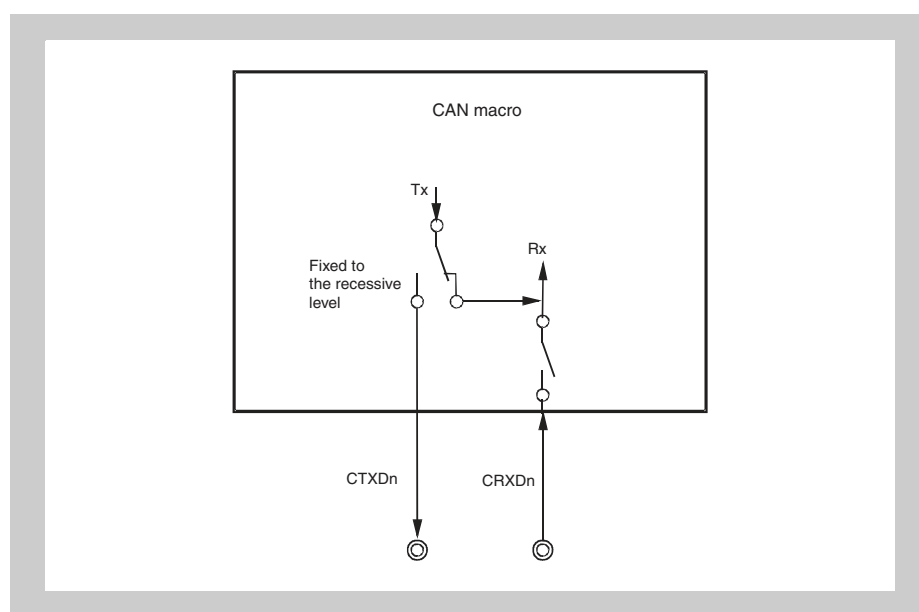 CAN macro
Tx
Rx
Fixed to
the recessive
level
CTXDn
CRXDn